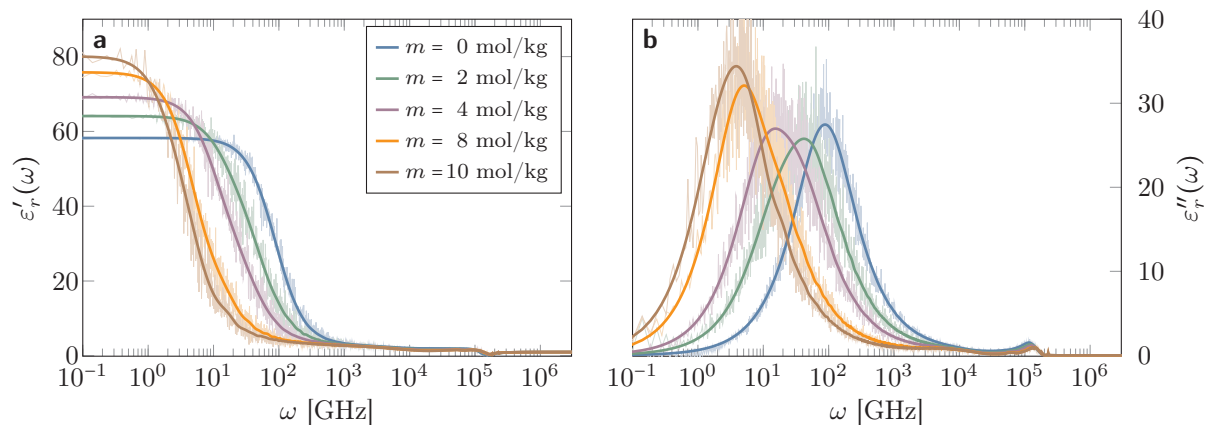 a
80
60
40
20
0
ε′r(ω)
m = 0 mol/kg
m = 2 mol/kg
m = 4 mol/kg
m = 8 mol/kg
m = 10 mol/kg
10⁻¹ 10⁰ 10¹ 10² 10³ 10⁴ 10⁵ 10⁶
ω [GHz]
b
40
30
20
10
0
ε″r(ω)
10⁻¹ 10⁰ 10¹ 10² 10³ 10⁴ 10⁵ 10⁶
ω [GHz]